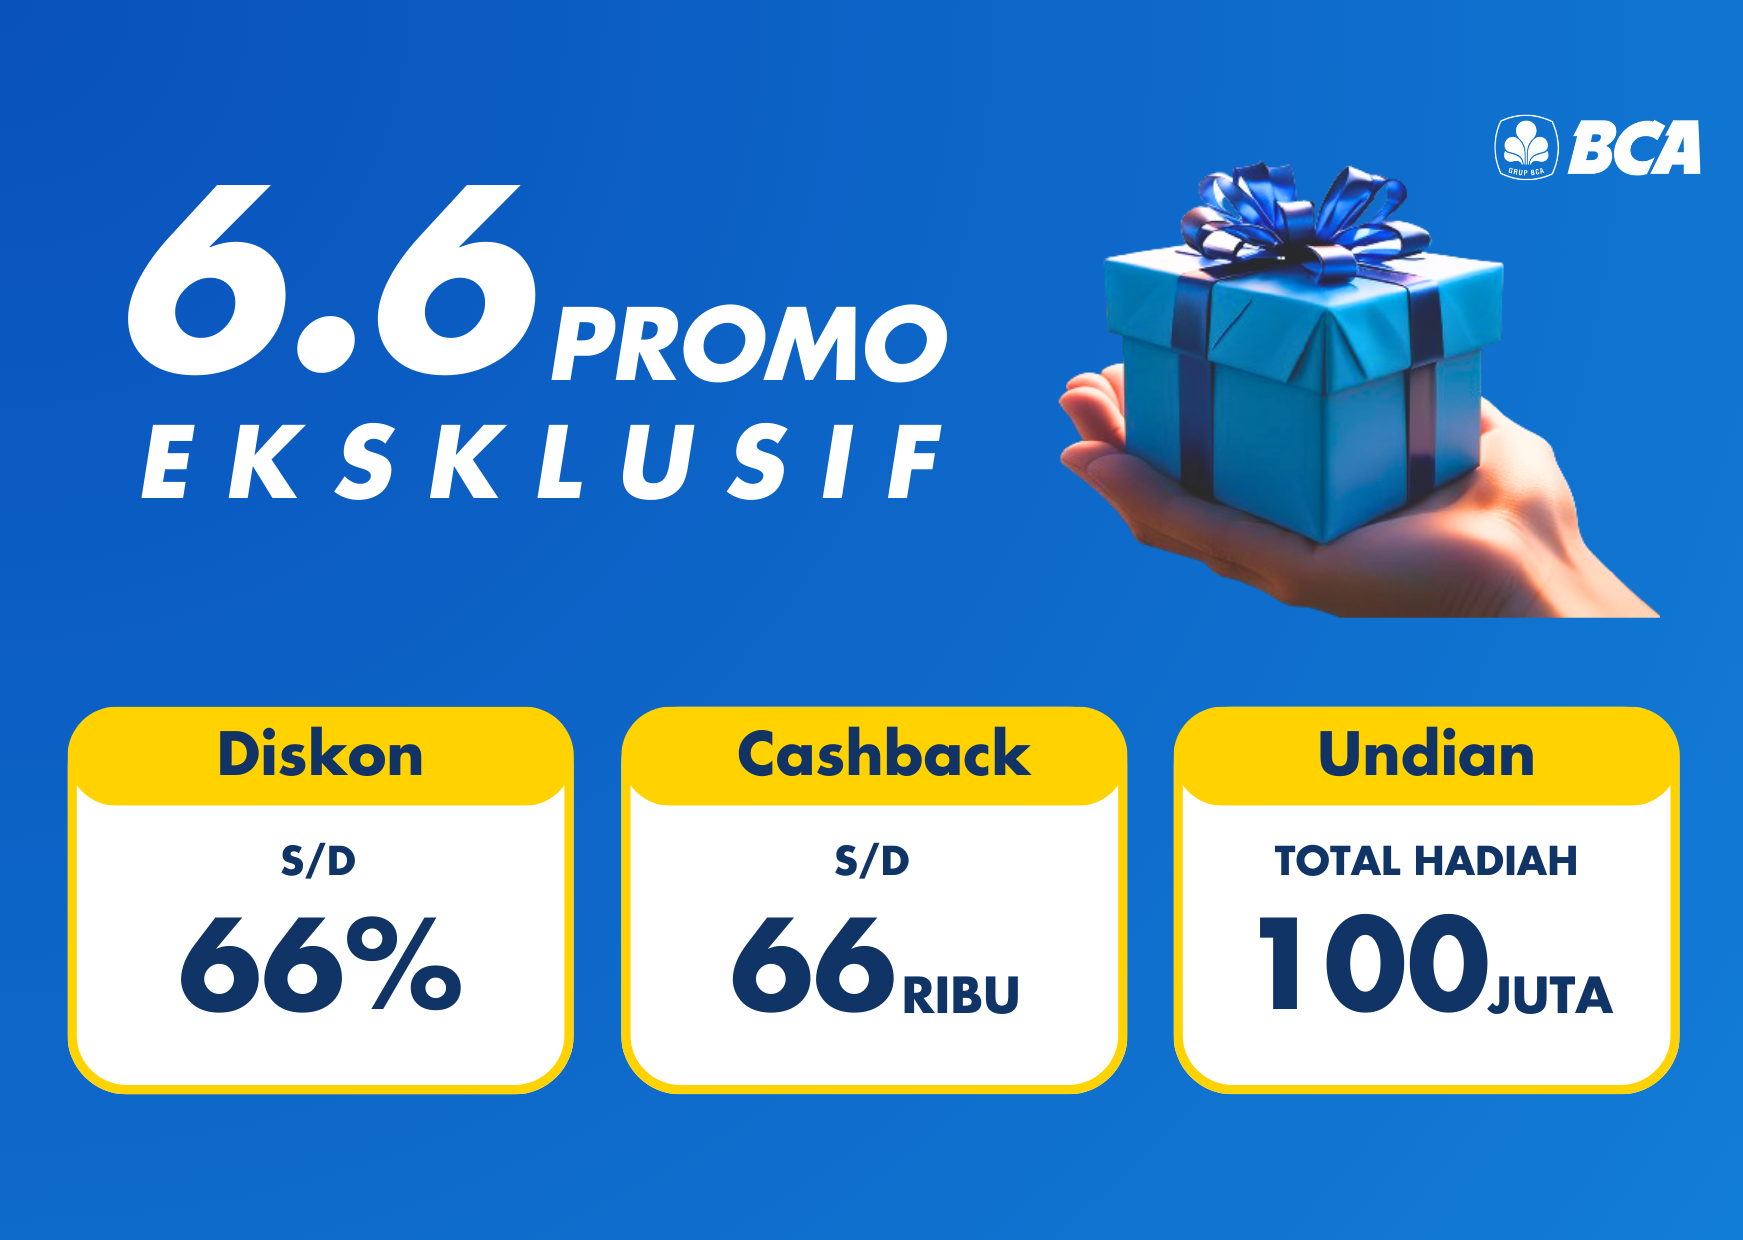 GRUP BCA
BCA
6.6 PROMO
EKSKLUSIF
Diskon
S/D
66%
Cashback
S/D
66 RIBU
Undian
TOTAL HADIAH
100 JUTA